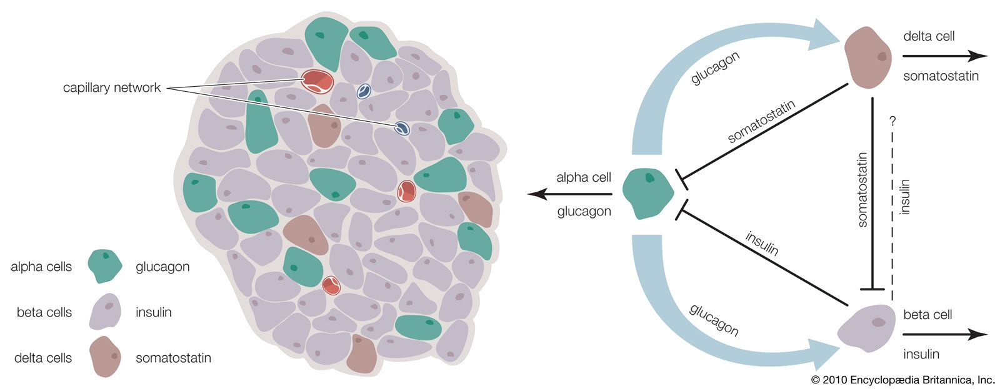 capillary network
alpha cells
glucagon
beta cells
insulin
delta cells
somatostatin
glucagon
delta cell
somatostatin
somatostatin
?
somatostatin
insulin
alpha cell
glucagon
insulin
glucagon
beta cell
insulin
© 2010 Encyclopædia Britannica, Inc.